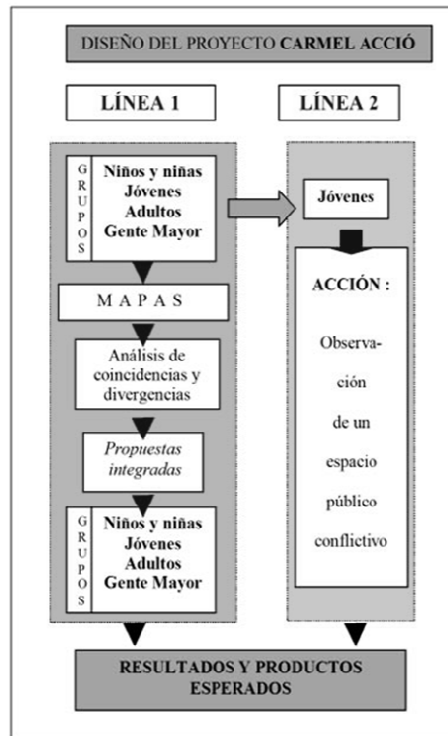 DISEÑO DEL PROYECTO CARMEL ACCIÓ
LÍNEA 1
GRUPOS
Niños y niñas
Jóvenes
Adultos
Gente Mayor
M A P A S
Análisis de
coincidencias y
divergencias
Propuestas
integradas
GRUPOS
Niños y niñas
Jóvenes
Adultos
Gente Mayor
LÍNEA 2
Jóvenes
ACCIÓN :
Observa-
ción
de un
espacio
público
conflictivo
RESULTADOS Y PRODUCTOS
ESPERADOS